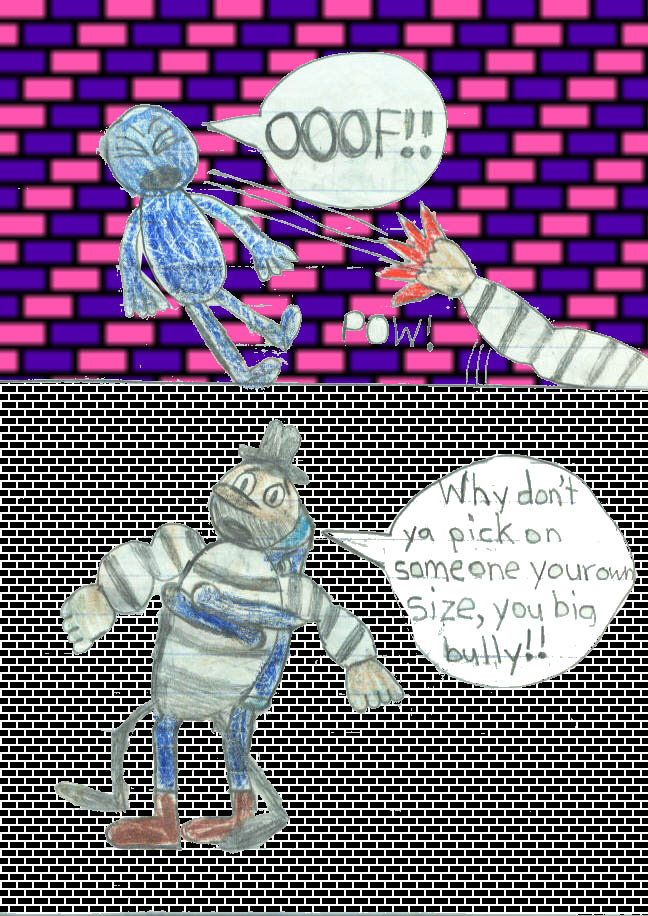 OOOF!!
POW!
Why don't
ya pick on
someone your own
size, you big
bully!!